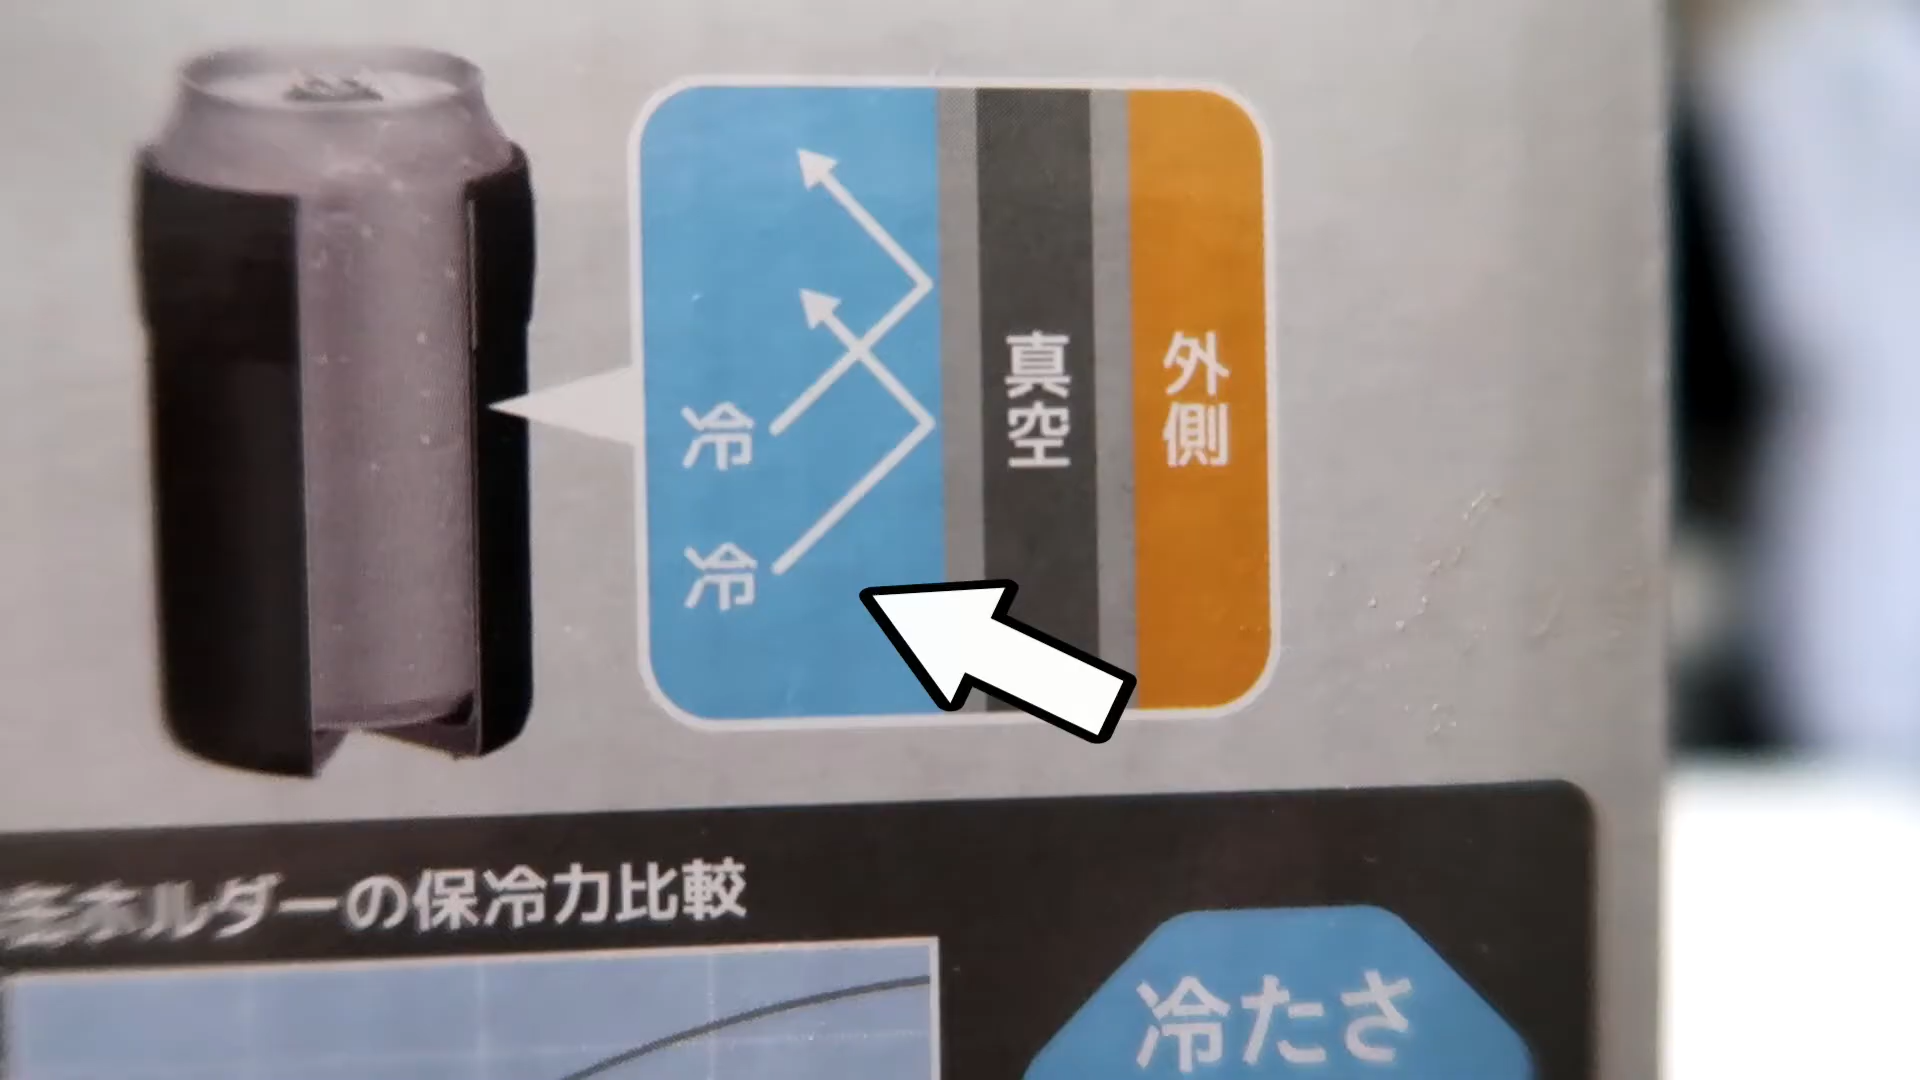 冷
冷
真空
外側
缶ホルダーの保冷力比較
冷たさ